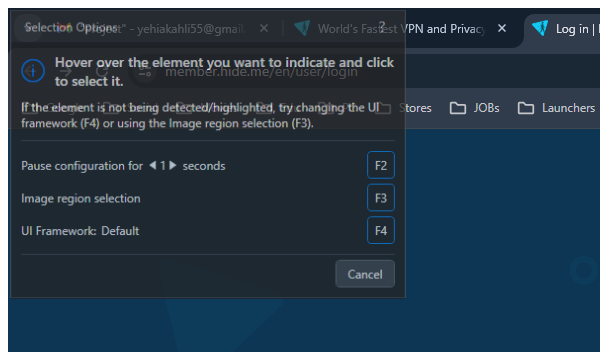 Selection Options
?
"Project" - yehiakahli55@gmail.
World's Fastest VPN and Privacy
Log in |
Hover over the element you want to indicate and click
to select it.
member.hide.me/en/user/login
If the element is not being detected/highlighted, try changing the UI
framework (F4) or using the Image region selection (F3).
Stores
JOBs
Launchers
Pause configuration for 1 seconds
F2
Image region selection
F3
UI Framework: Default
F4
Cancel